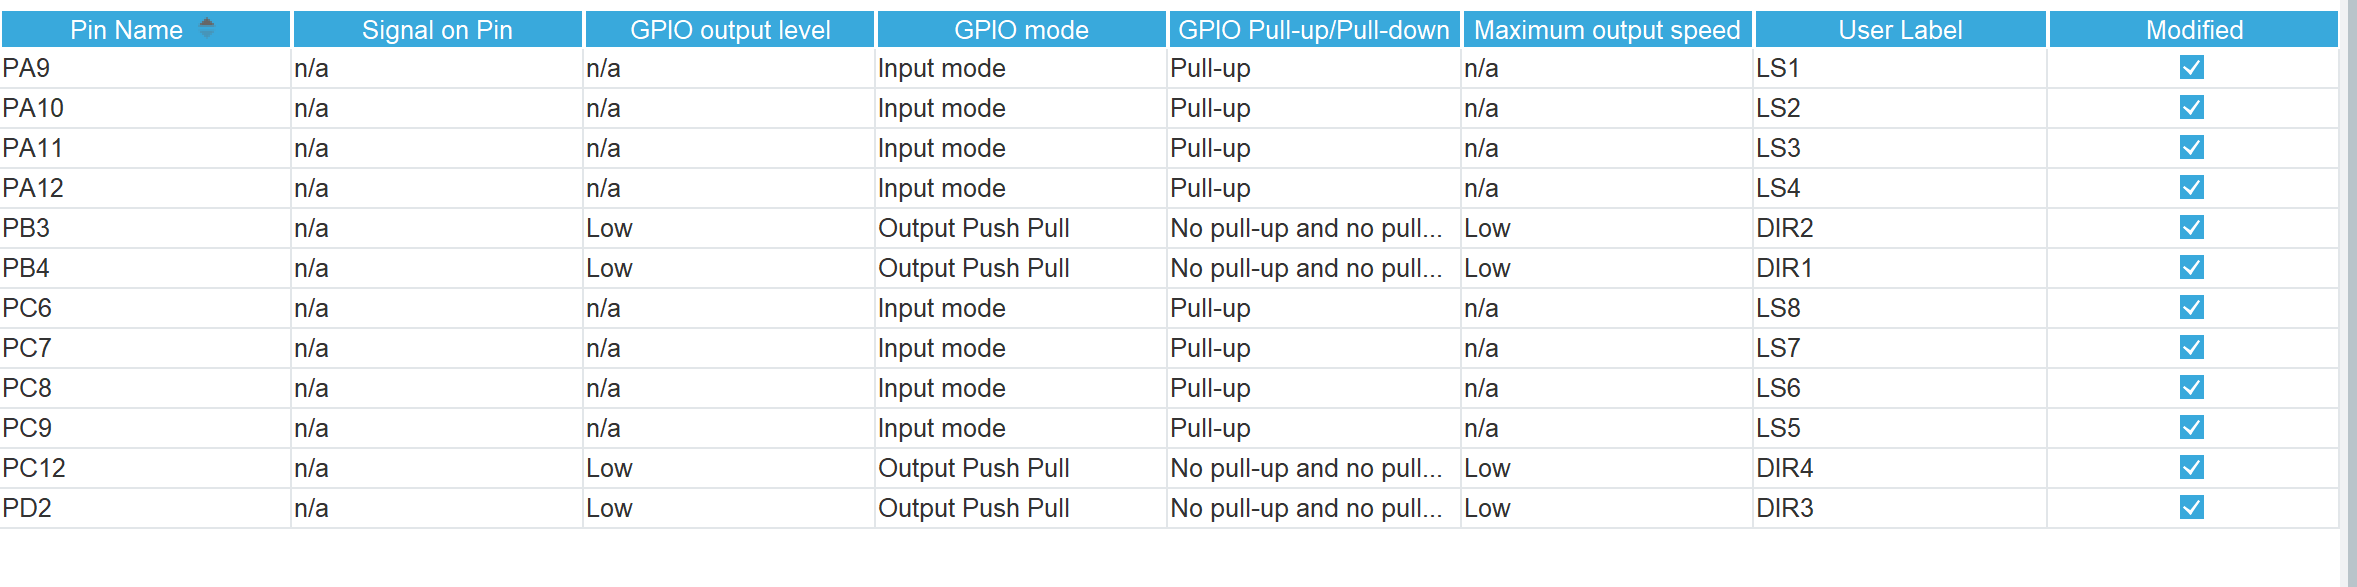 Pin Name Signal on Pin GPIO output level GPIO mode GPIO Pull-up/Pull-down Maximum output speed User Label Modified
PA9 n/a n/a Input mode Pull-up n/a LS1
PA10 n/a n/a Input mode Pull-up n/a LS2
PA11 n/a n/a Input mode Pull-up n/a LS3
PA12 n/a n/a Input mode Pull-up n/a LS4
PB3 n/a Low Output Push Pull No pull-up and no pull... Low DIR2
PB4 n/a Low Output Push Pull No pull-up and no pull... Low DIR1
PC6 n/a n/a Input mode Pull-up n/a LS8
PC7 n/a n/a Input mode Pull-up n/a LS7
PC8 n/a n/a Input mode Pull-up n/a LS6
PC9 n/a n/a Input mode Pull-up n/a LS5
PC12 n/a Low Output Push Pull No pull-up and no pull... Low DIR4
PD2 n/a Low Output Push Pull No pull-up and no pull... Low DIR3